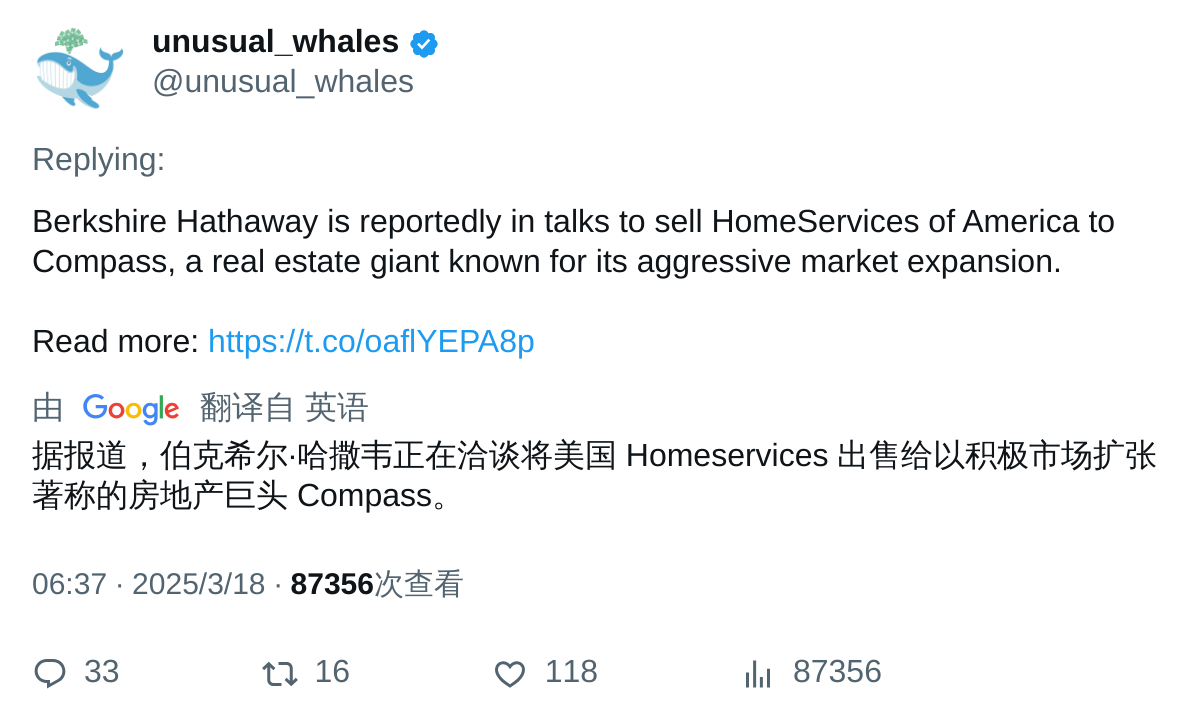 unusual_whales
@unusual_whales
Replying:
Berkshire Hathaway is reportedly in talks to sell HomeServices of America to
Compass, a real estate giant known for its aggressive market expansion.
Read more: https://t.co/oaflYEPA8p
由 Google 翻译自 英语
据报道，伯克希尔·哈撒韦正在洽谈将美国 Homeservices 出售给以积极市场扩张
著称的房地产巨头 Compass。
06:37 · 2025/3/18 · 87356次查看
33 16 118 87356